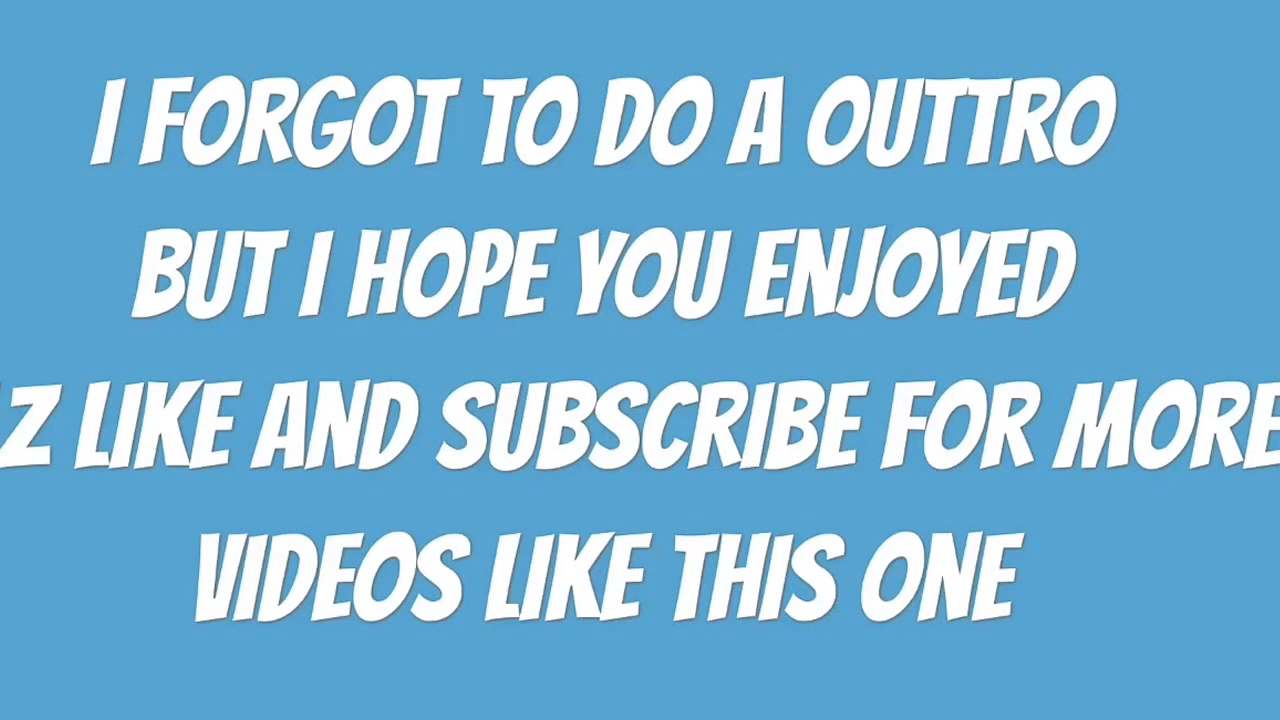 I FORGOT TO DO A OUTTRO
BUT I HOPE YOU ENJOYED
LIKE AND SUBSCRIBE FOR MORE
VIDEOS LIKE THIS ONE